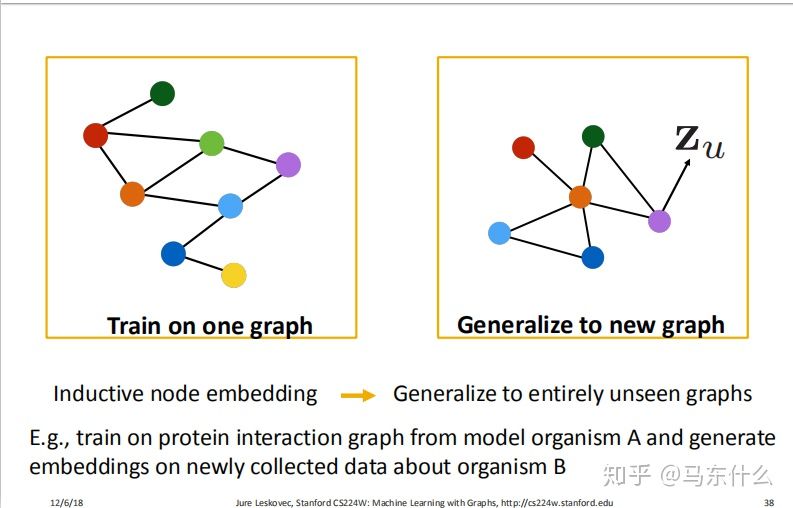 z_u
Train on one graph
Generalize to new graph
Inductive node embedding → Generalize to entirely unseen graphs
E.g., train on protein interaction graph from model organism A and generate
embeddings on newly collected data about organism B
知乎 @马东什么
12/6/18
Jure Leskovec, Stanford CS224W: Machine Learning with Graphs, http://cs224w.stanford.edu
38